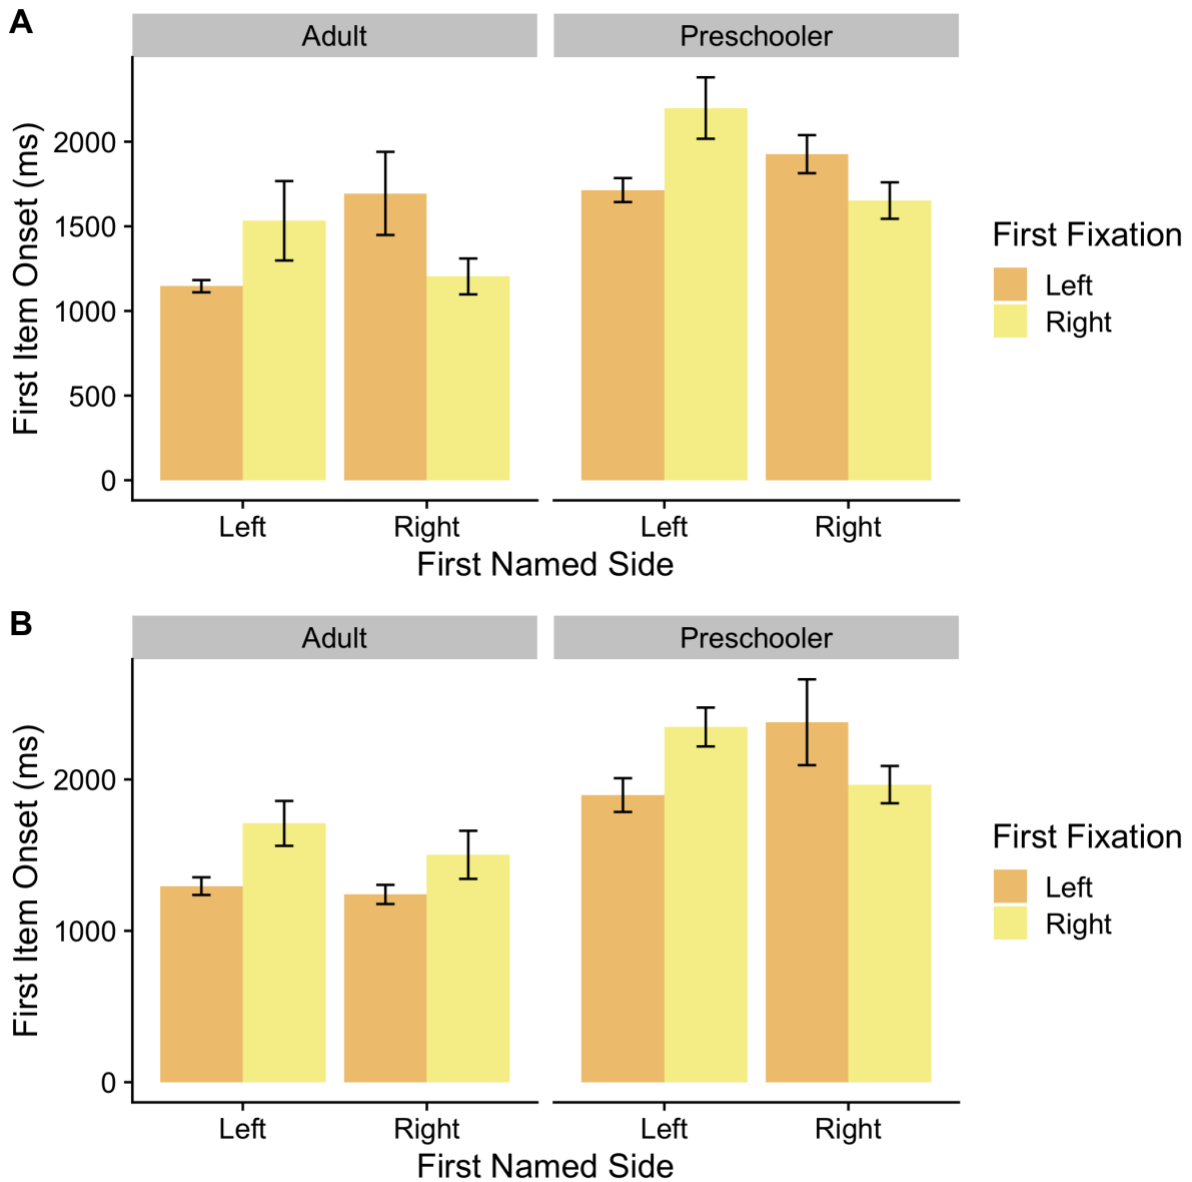 A
Adult
Preschooler
First Item Onset (ms)
2000
1500
1000
500
0
Left
Right
Left
Right
First Named Side
First Fixation
Left
Right
B
Adult
Preschooler
First Item Onset (ms)
2000
1000
0
Left
Right
Left
Right
First Named Side
First Fixation
Left
Right